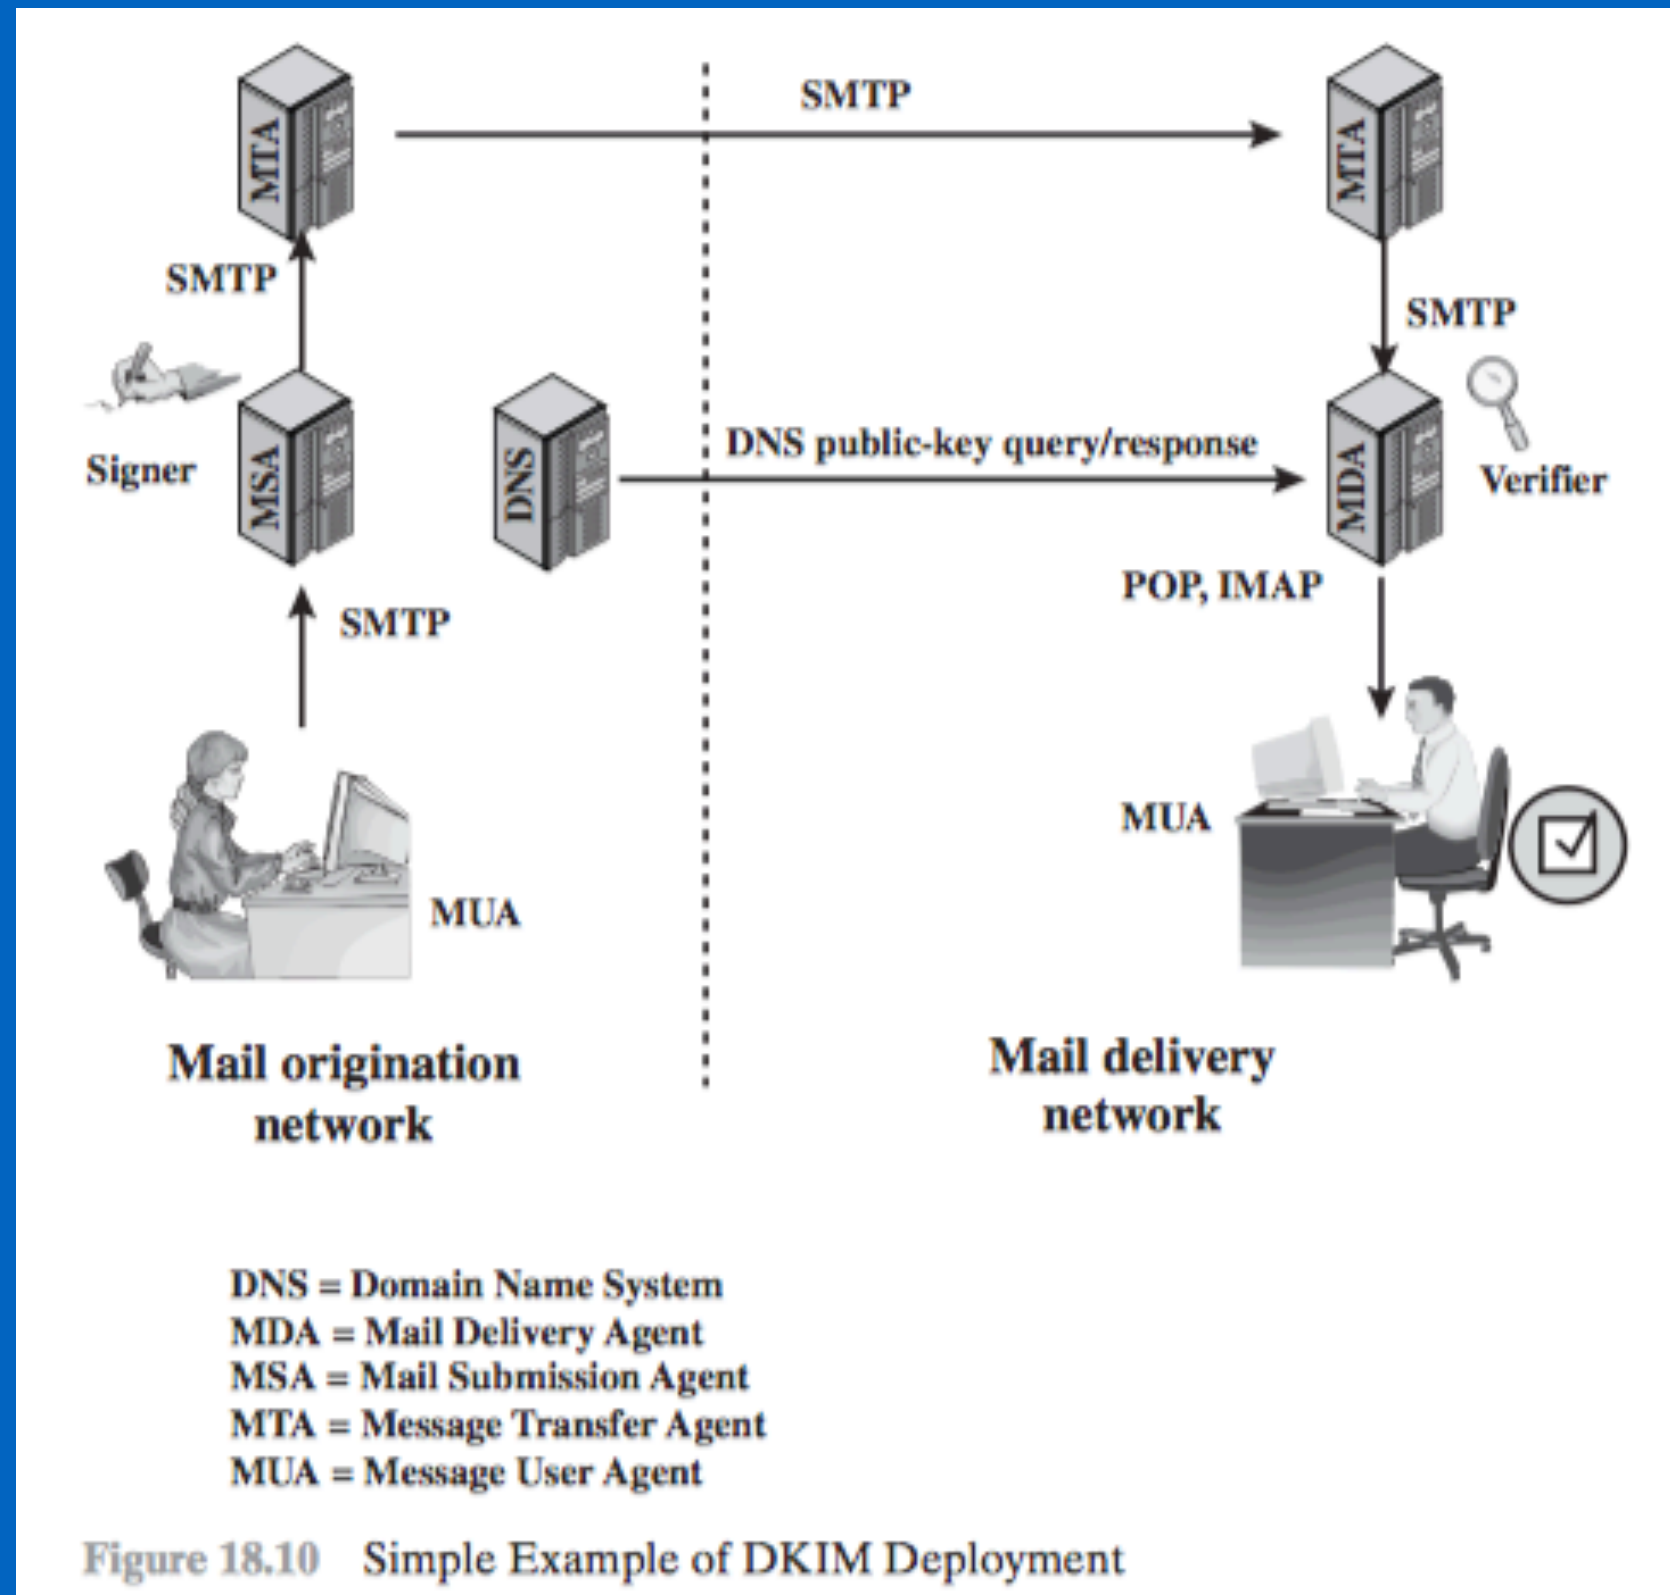 SMTP
MTA
MTA
SMTP
SMTP
Signer
MSA
DNS
DNS public-key query/response
MDA
Verifier
SMTP
POP, IMAP
MUA
MUA
Mail origination
network
Mail delivery
network
DNS = Domain Name System
MDA = Mail Delivery Agent
MSA = Mail Submission Agent
MTA = Message Transfer Agent
MUA = Message User Agent
Figure 18.10 Simple Example of DKIM Deployment